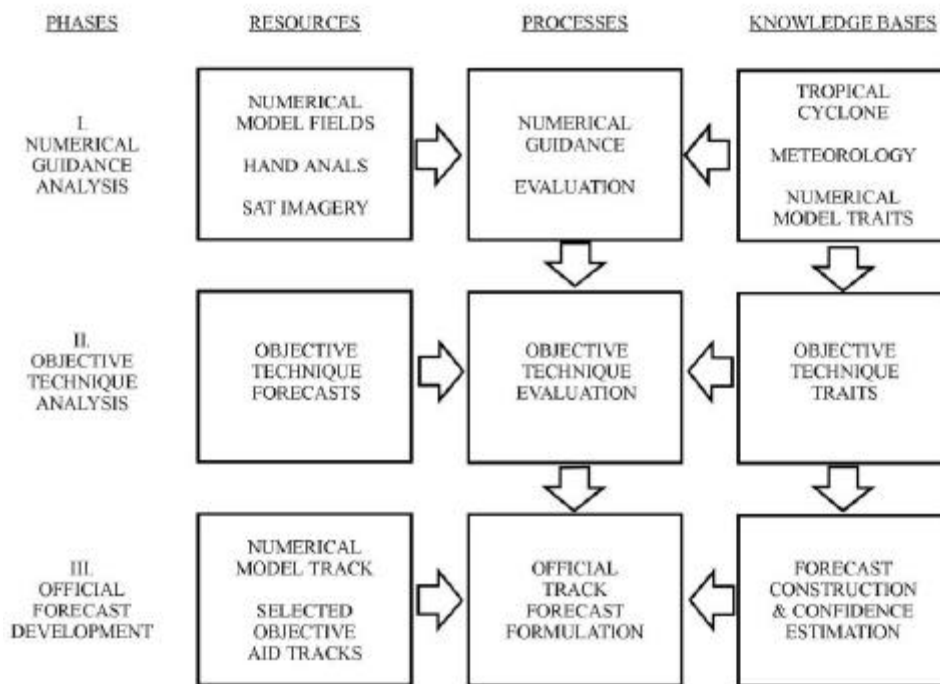 PHASES
RESOURCES
PROCESSES
KNOWLEDGE BASES
I.
NUMERICAL
GUIDANCE
ANALYSIS
NUMERICAL
MODEL FIELDS
HAND ANALS
SAT IMAGERY
NUMERICAL
GUIDANCE
EVALUATION
TROPICAL
CYCLONE
METEOROLOGY
NUMERICAL
MODEL TRAITS
II.
OBJECTIVE
TECHNIQUE
ANALYSIS
OBJECTIVE
TECHNIQUE
FORECASTS
OBJECTIVE
TECHNIQUE
EVALUATION
OBJECTIVE
TECHNIQUE
TRAITS
III.
OFFICIAL
FORECAST
DEVELOPMENT
NUMERICAL
MODEL TRACK
SELECTED
OBJECTIVE
AID TRACKS
OFFICIAL
TRACK
FORECAST
FORMULATION
FORECAST
CONSTRUCTION
& CONFIDENCE
ESTIMATION